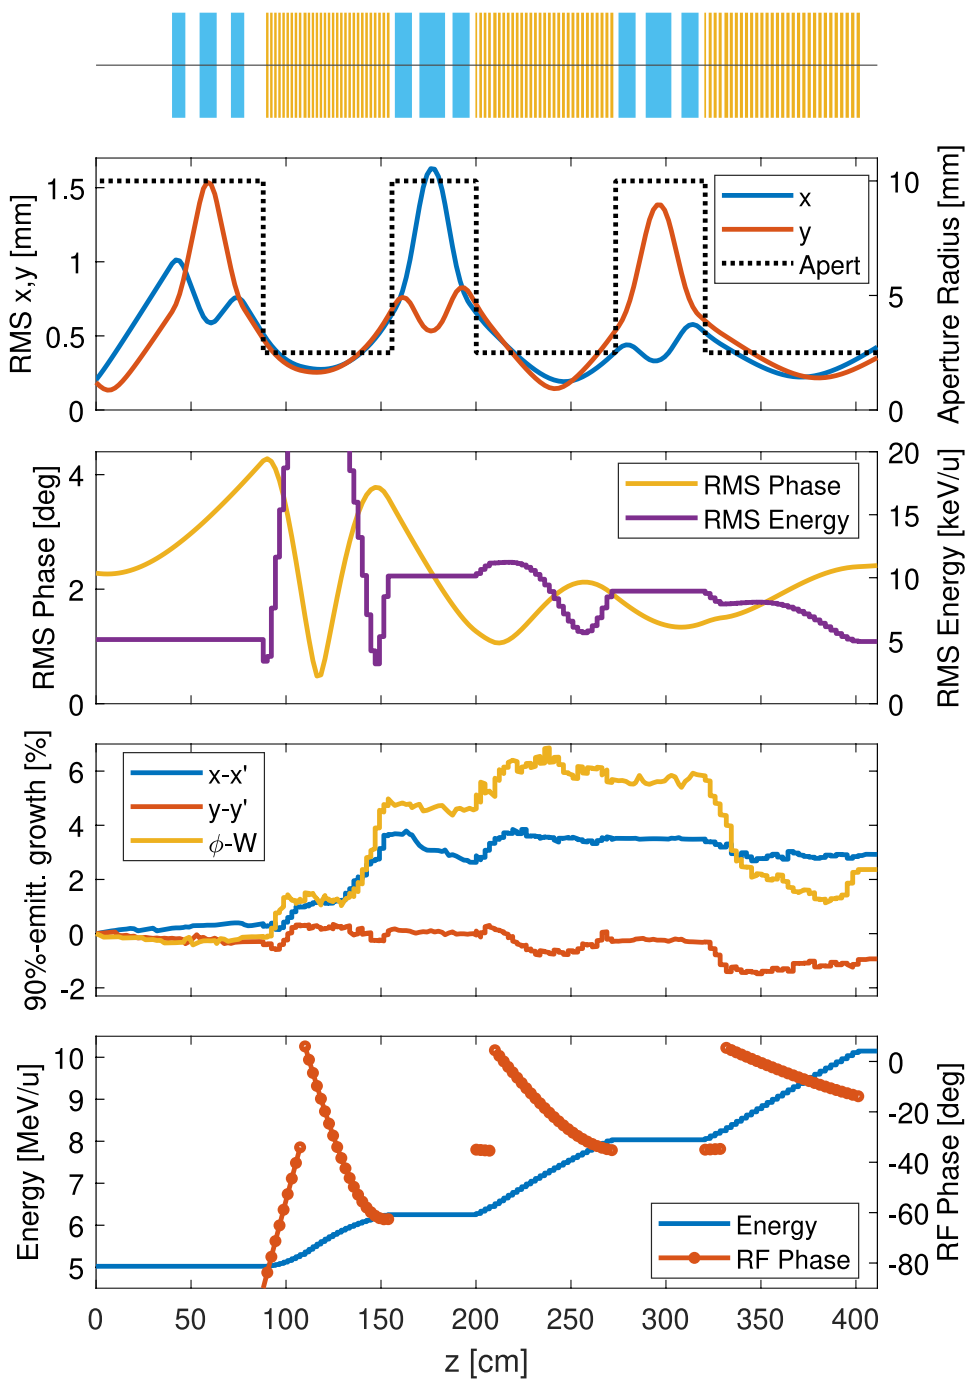 RMS x,y [mm]
1.5
1
0.5
0
x
y
Apert
10
5
0
Aperture Radius [mm]
RMS Phase [deg]
4
2
0
RMS Phase
RMS Energy
20
15
10
5
0
RMS Energy [keV/u]
90%-emitt. growth [%]
6
4
2
0
-2
x-x'
y-y'
ϕ-W
Energy [MeV/u]
10
9
8
7
6
5
Energy
RF Phase
0
-20
-40
-60
-80
RF Phase [deg]
0 50 100 150 200 250 300 350 400
z [cm]